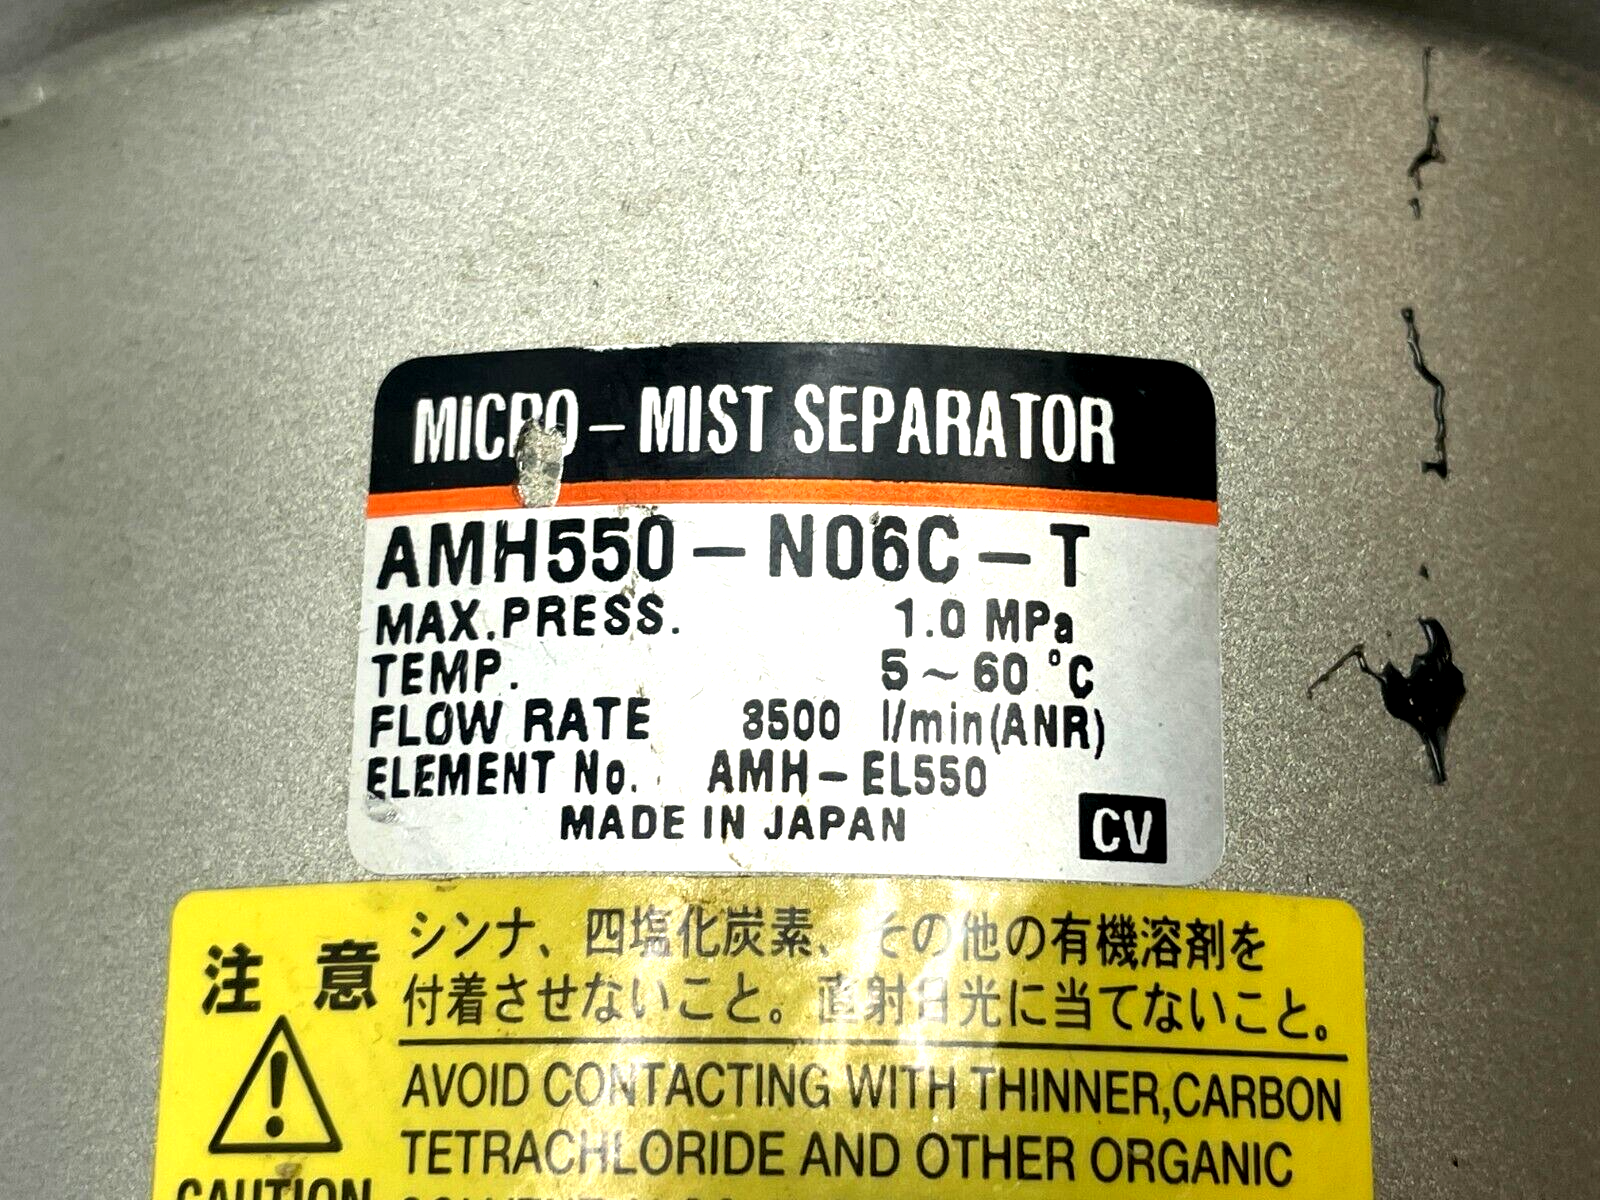 MICRO-MIST SEPARATOR
AMH550-N06C-T
MAX.PRESS. 1.0 MPa
TEMP. 5~60 °C
FLOW RATE 3500 l/min(ANR)
ELEMENT No. AMH-EL550
MADE IN JAPAN
CV
注意
シンナ、四塩化炭素、その他の有機溶剤を
付着させないこと。直射日光に当てないこと。
AVOID CONTACTING WITH THINNER,CARBON
TETRACHLORIDE AND OTHER ORGANIC
CAUTION